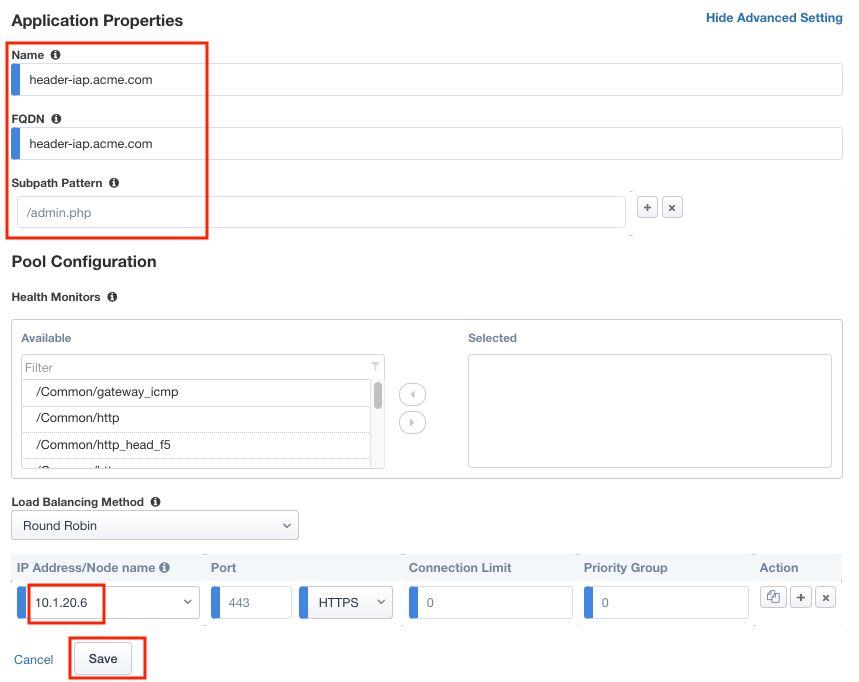 Application Properties
Hide Advanced Setting
Name
header-iap.acme.com
FQDN
header-iap.acme.com
Subpath Pattern
/admin.php
Pool Configuration
Health Monitors
Available
Selected
Filter
/Common/gateway_icmp
/Common/http
/Common/http_head_f5
Load Balancing Method
Round Robin
IP Address/Node name Port Connection Limit Priority Group Action
10.1.20.6 443 HTTPS 0 0
Cancel Save